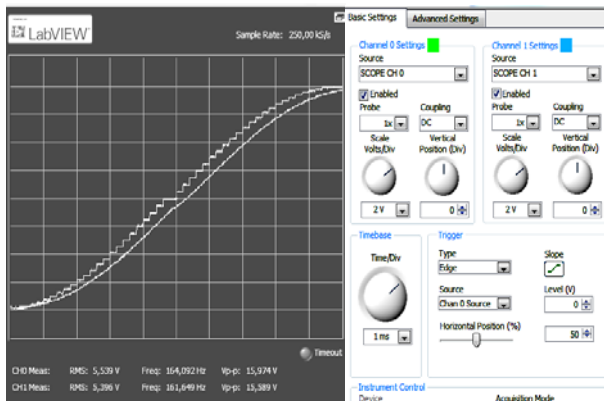 LabVIEW
Sample Rate: 250,00 kS/s
CH0 Meas: RMS: 5,539 V Freq: 164,092 Hz Vp-p: 15,974 V
CH1 Meas: RMS: 5,396 V Freq: 161,649 Hz Vp-p: 15,589 V
Timeout
Basic Settings Advanced Settings
Channel 0 Settings Channel 1 Settings
Source Source
SCOPE CH 0 SCOPE CH 1
Enabled Enabled
Probe Coupling Probe Coupling
1x DC 1x DC
Scale Vertical Scale Vertical
Volts/Div Position (Div) Volts/Div Position (Div)
2 V 0 2 V 0
Timebase Trigger
Time/Div Type Slope
Edge
Source Level (V)
Chan 0 Source 0
Horizontal Position (%)
1 ms 50
Instrument Control
Device Acquisition Mode